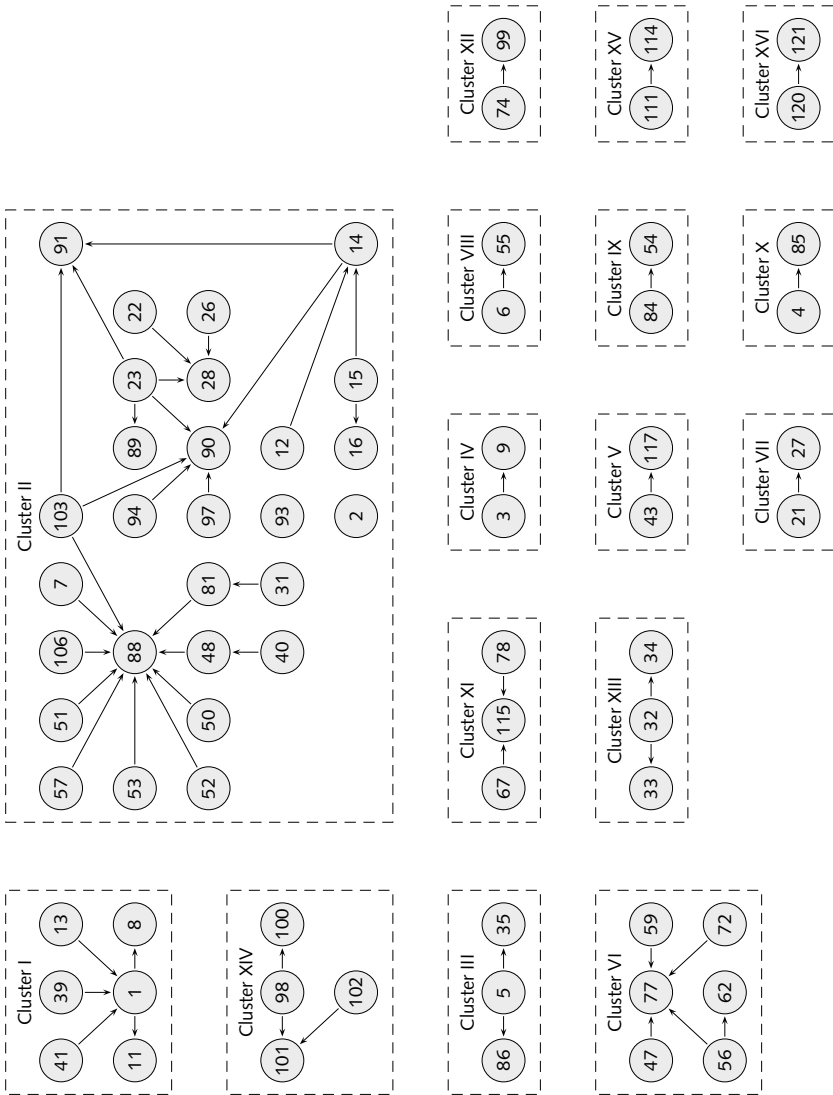 Cluster I
41 39 13
11 1 8
Cluster XIV
101 98 100
102
Cluster III
86 5 35
Cluster VI
47 77 59
56 62 72
Cluster II
57 51 106 7 103 91
53 88 94 89 23 22
52 50 48 81 97 90 28 26
40 31 93 12
2 16 15 14
Cluster XI
67 115 78
Cluster XIII
33 32 34
Cluster IV
3 9
Cluster V
43 117
Cluster VII
21 27
Cluster VIII
6 55
Cluster IX
84 54
Cluster X
4 85
Cluster XII
74 99
Cluster XV
111 114
Cluster XVI
120 121